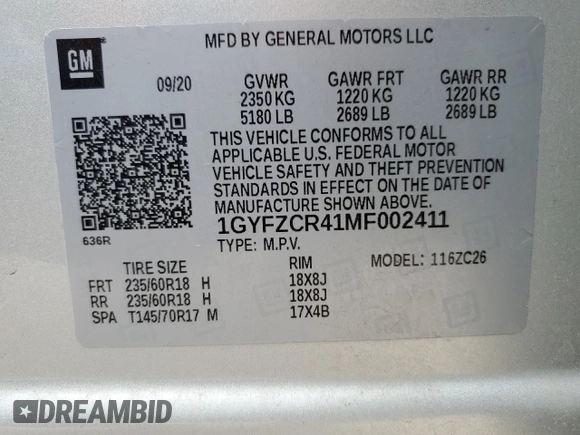 GM
MFD BY GENERAL MOTORS LLC
09/20 GVWR GAWR FRT GAWR RR
2350 KG 1220 KG 1220 KG
5180 LB 2689 LB 2689 LB
THIS VEHICLE CONFORMS TO ALL
APPLICABLE U.S. FEDERAL MOTOR
VEHICLE SAFETY AND THEFT PREVENTION
STANDARDS IN EFFECT ON THE DATE OF
MANUFACTURE SHOWN ABOVE.
636R 1GYFZCR41MF002411
TYPE: M.P.V. MODEL: 116ZC26
TIRE SIZE RIM
FRT 235/60R18 H 18X8J
RR 235/60R18 H 18X8J
SPA T145/70R17 M 17X4B
DREAMBID